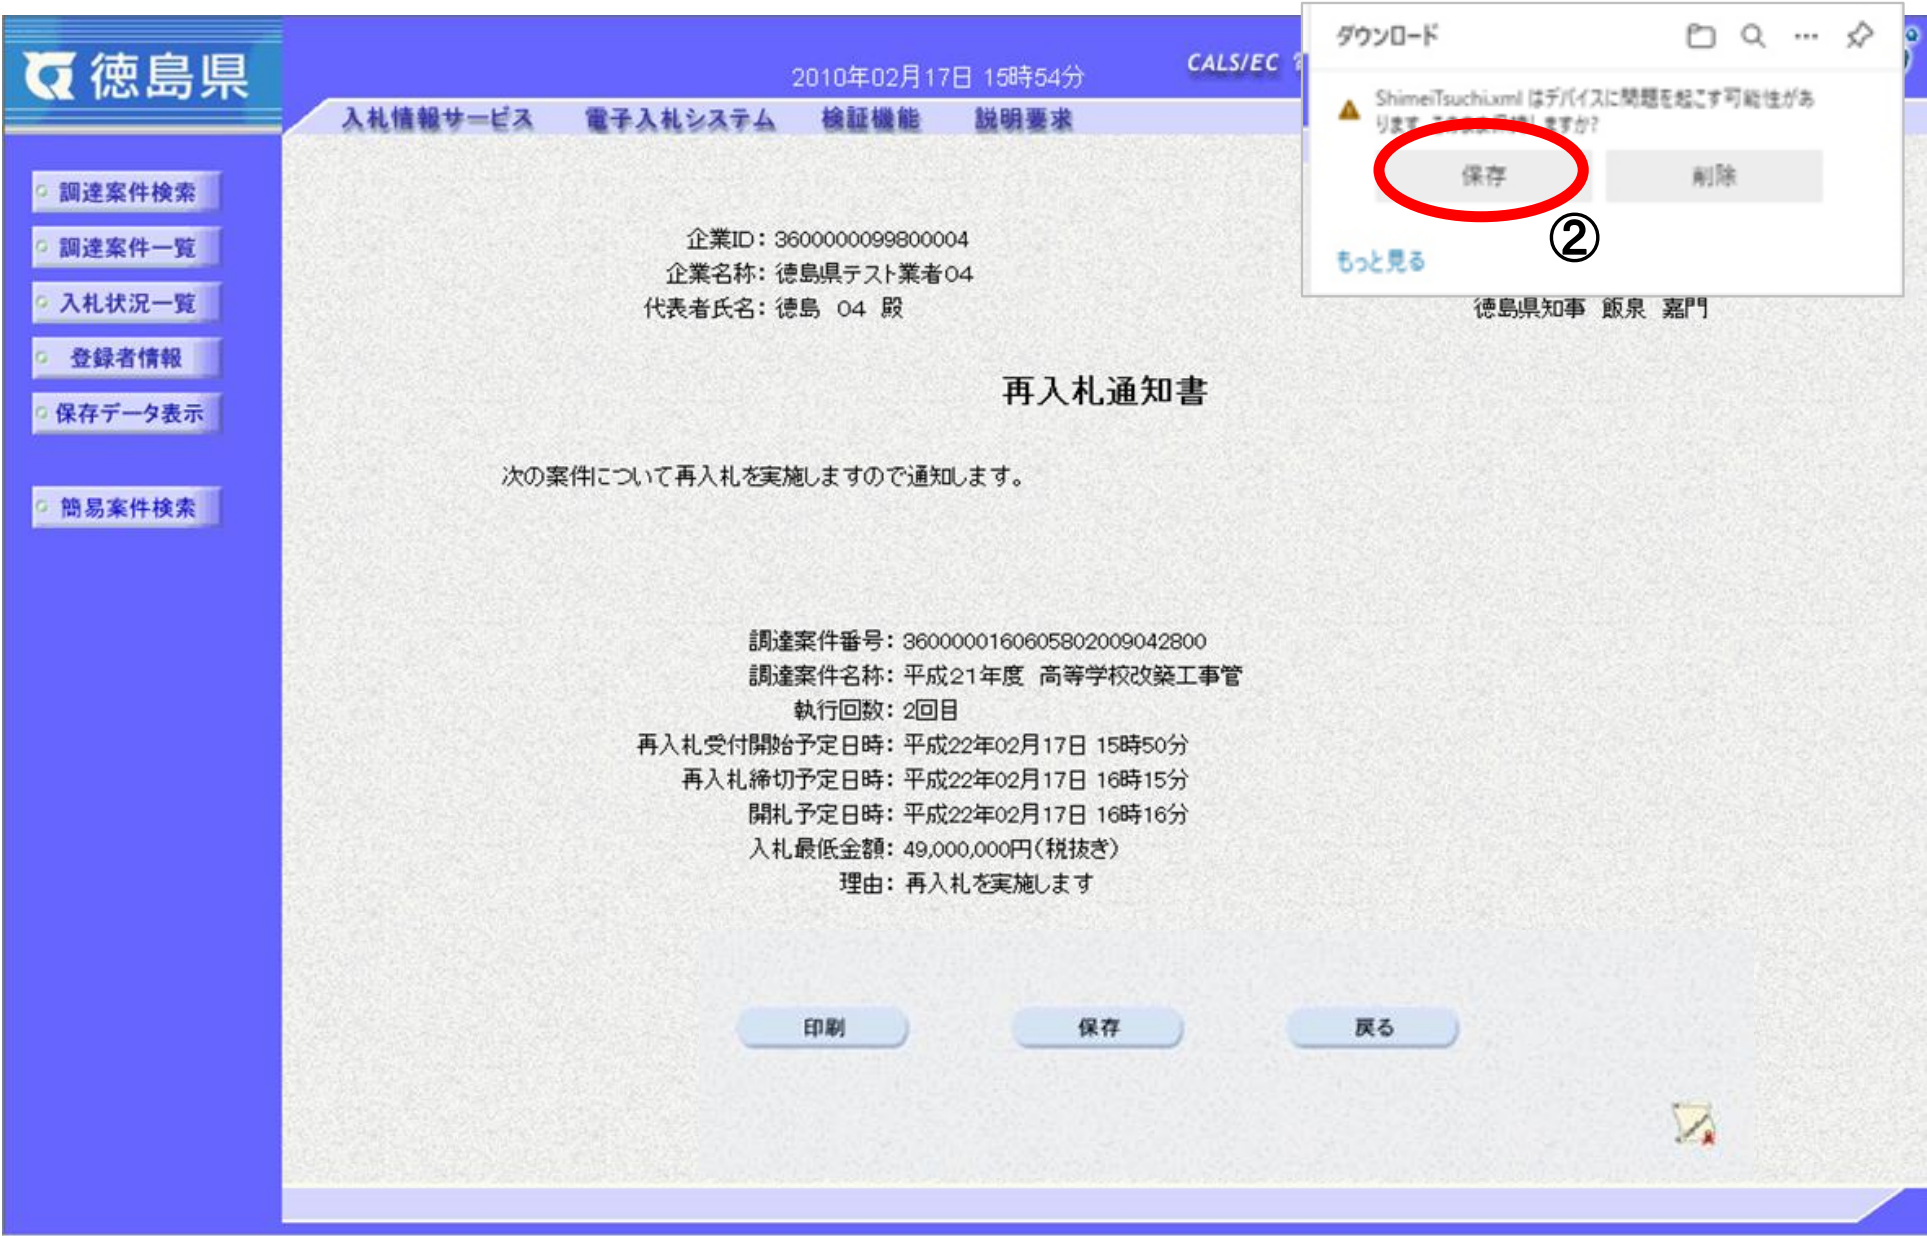 徳島県
2010年02月17日 15時54分
CALS/EC
入札情報サービス 電子入札システム 検証機能 説明要求
ダウンロード
ShimeiTsuchi.xml はデバイスに問題を起こす可能性があ
ります。このまま保持しますか?
保存 削除
②
もっと見る
調達案件検索
調達案件一覧
入札状況一覧
登録者情報
保存データ表示
簡易案件検索
企業ID：3600000099800004
企業名称：徳島県テスト業者04
代表者氏名：徳島 04 殿
徳島県知事 飯泉 嘉門
再入札通知書
次の案件について再入札を実施しますので通知します。
調達案件番号：3600000160605802009042800
調達案件名称：平成21年度 高等学校改築工事管
執行回数：2回目
再入札受付開始予定日時：平成22年02月17日 15時50分
再入札締切予定日時：平成22年02月17日 16時15分
開札予定日時：平成22年02月17日 16時16分
入札最低金額：49,000,000円(税抜き)
理由：再入札を実施します
印刷 保存 戻る